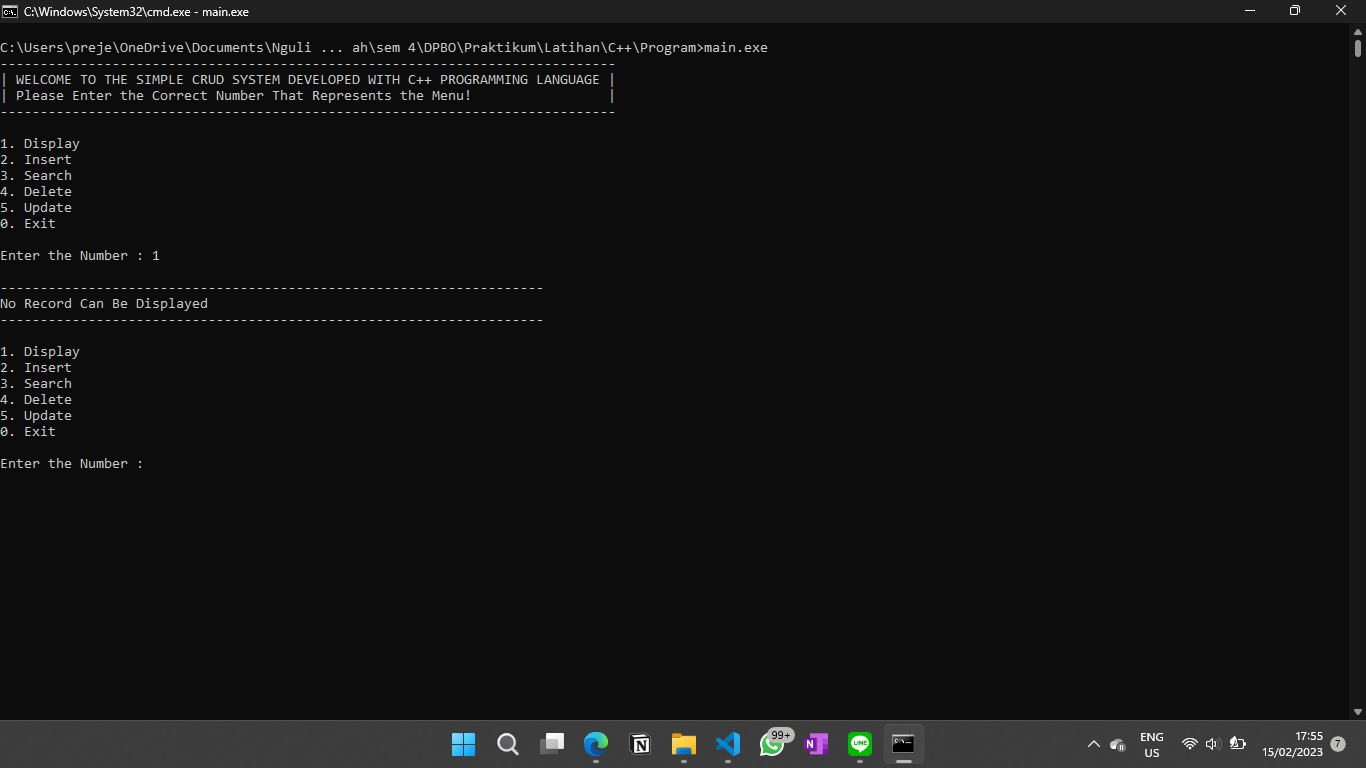 C:\Windows\System32\cmd.exe - main.exe
C:\Users\preje\OneDrive\Documents\Nguli ... ah\sem 4\DPBO\Praktikum\Latihan\C++\Program>main.exe
-----------------------------------------------------------------------------
| WELCOME TO THE SIMPLE CRUD SYSTEM DEVELOPED WITH C++ PROGRAMMING LANGUAGE |
| Please Enter the Correct Number That Represents the Menu!                 |
-----------------------------------------------------------------------------
1. Display
2. Insert
3. Search
4. Delete
5. Update
0. Exit
Enter the Number : 1
--------------------------------------------------------------------
No Record Can Be Displayed
--------------------------------------------------------------------
1. Display
2. Insert
3. Search
4. Delete
5. Update
0. Exit
Enter the Number :
99+
N
N
LINE
ENG
US
17:55
15/02/2023
7